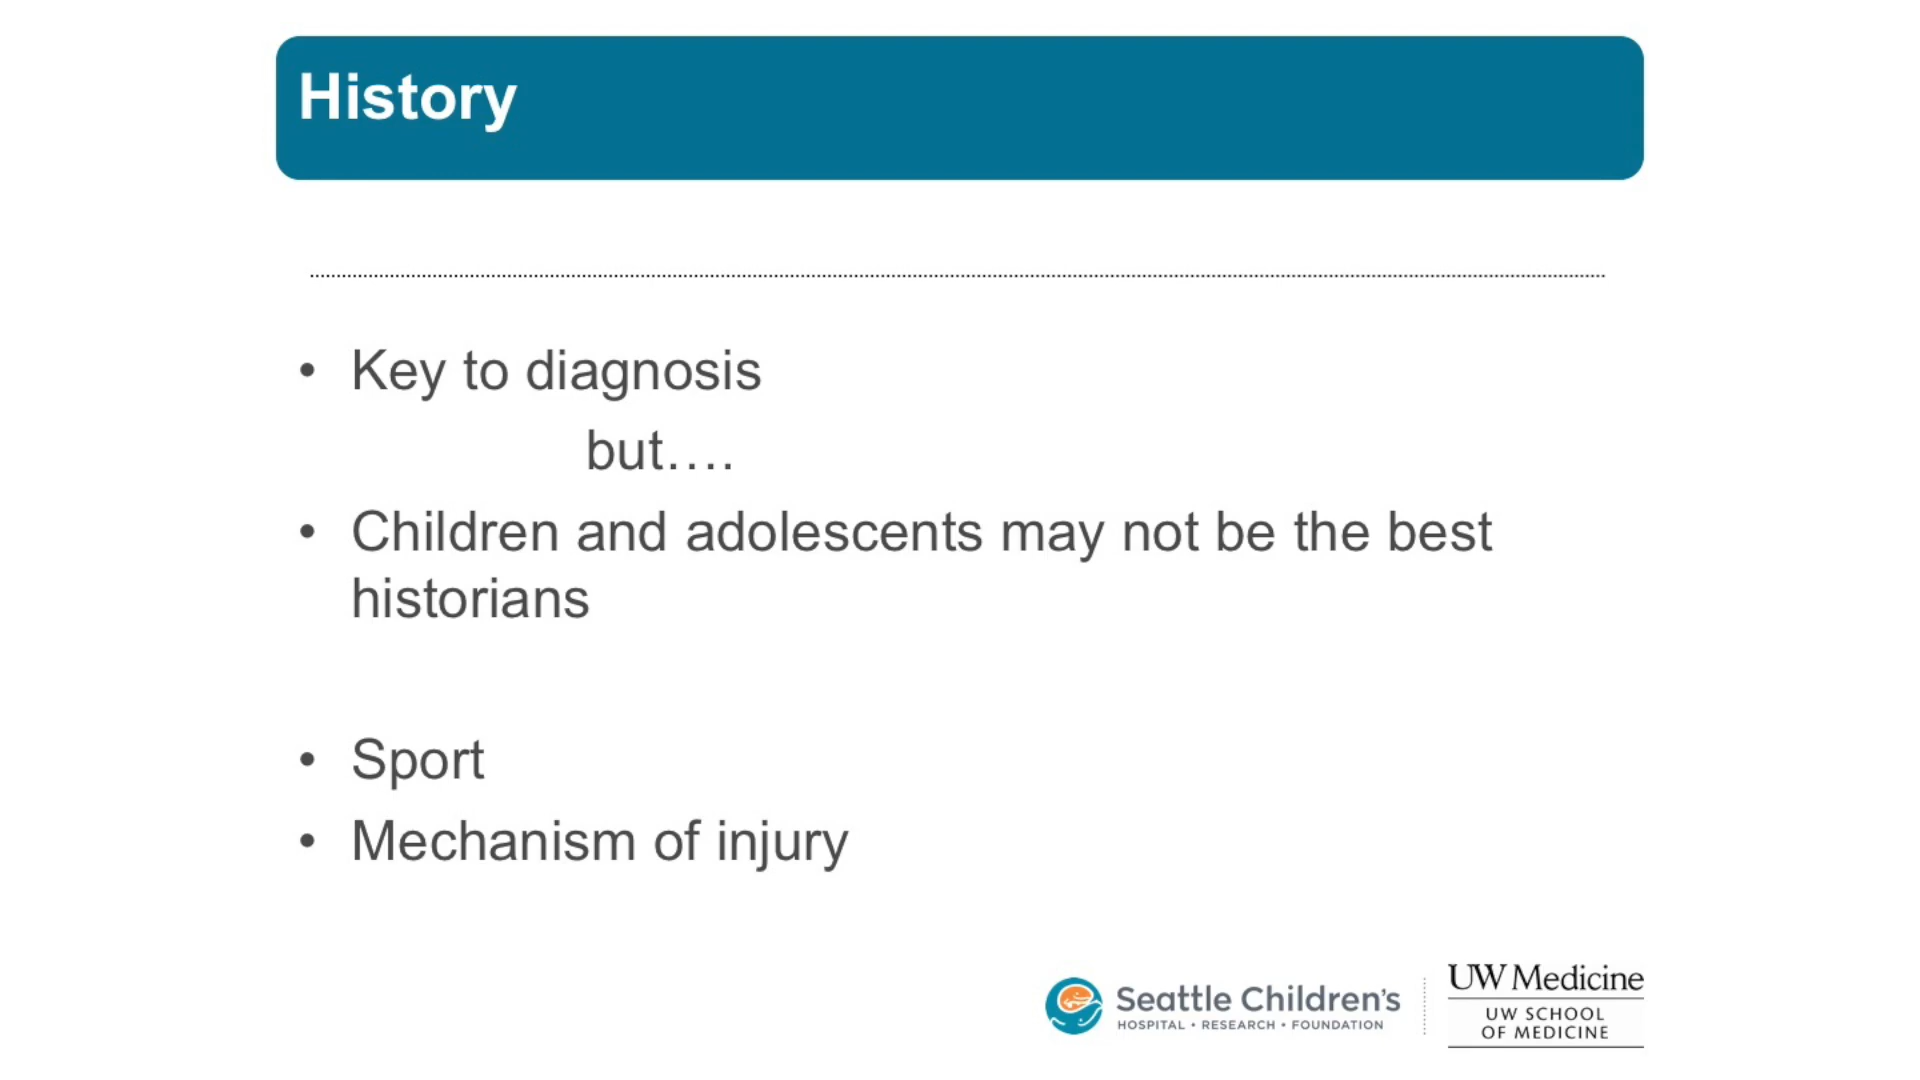 History
• Key to diagnosis
but....
• Children and adolescents may not be the best
historians
• Sport
• Mechanism of injury
Seattle Children's
HOSPITAL • RESEARCH • FOUNDATION
UW Medicine
UW SCHOOL
OF MEDICINE